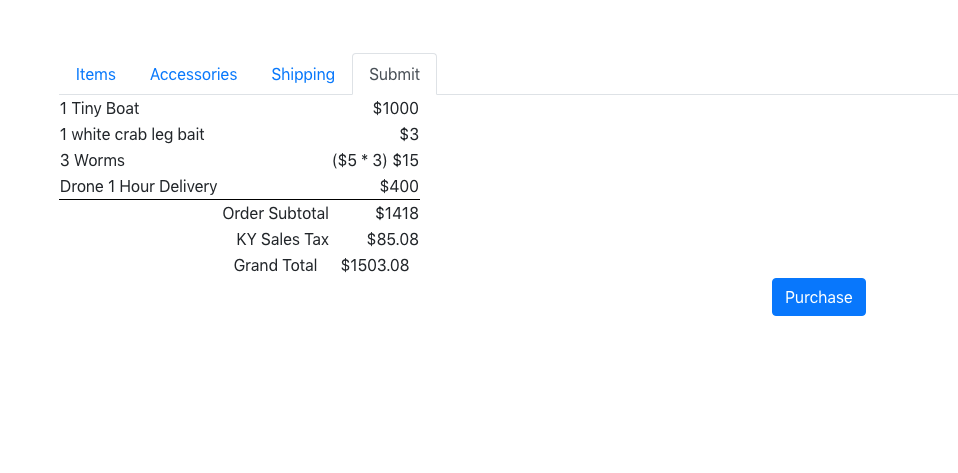 Items Accessories Shipping Submit
1 Tiny Boat $1000
1 white crab leg bait $3
3 Worms ($5 * 3) $15
Drone 1 Hour Delivery $400
Order Subtotal $1418
KY Sales Tax $85.08
Grand Total $1503.08
Purchase